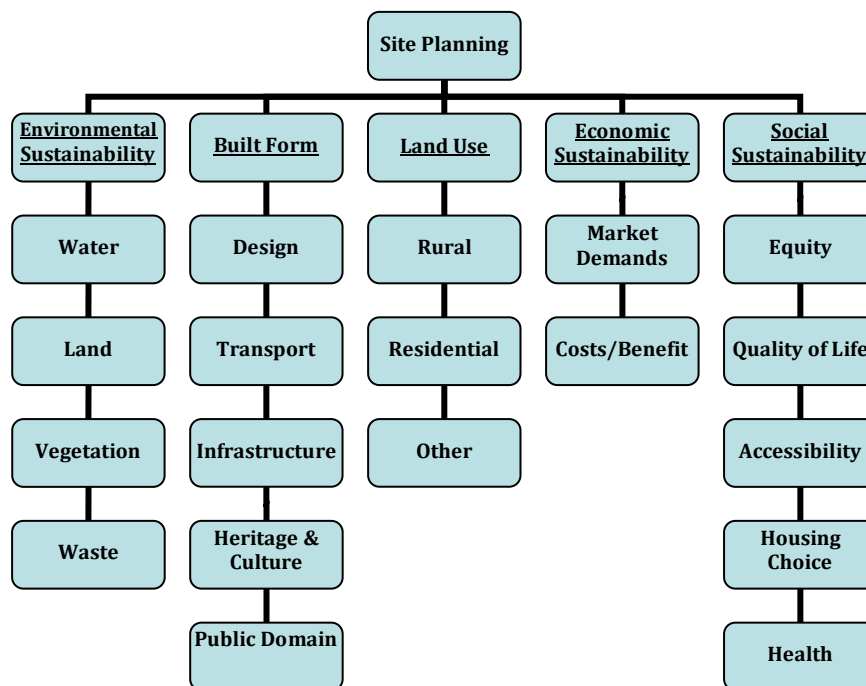 Site Planning
Environmental
Sustainability
Built Form
Land Use
Economic
Sustainability
Social
Sustainability
Water
Design
Rural
Market
Demands
Equity
Land
Transport
Residential
Costs/Benefit
Quality of Life
Vegetation
Infrastructure
Other
Accessibility
Waste
Heritage &
Culture
Housing
Choice
Public Domain
Health